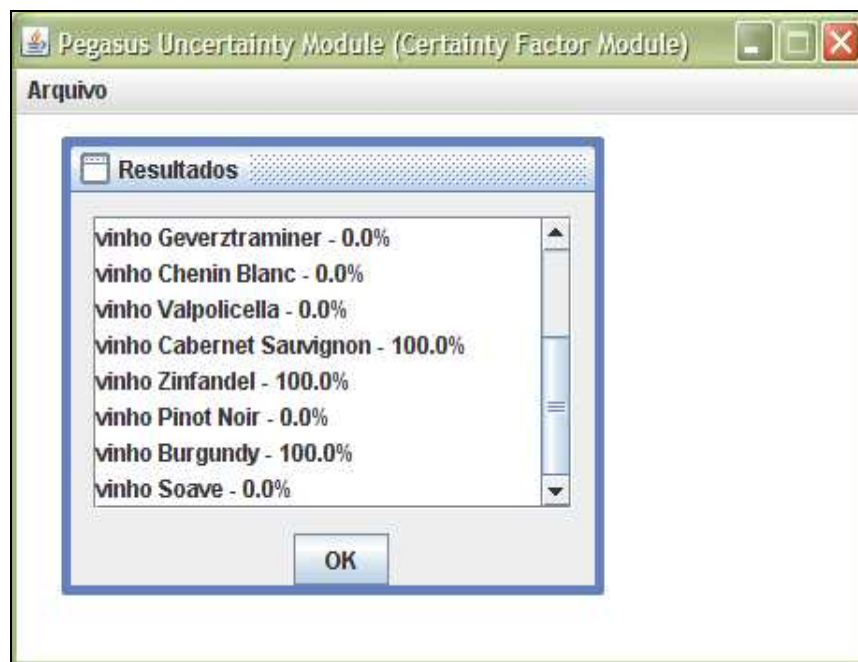 Pegasus Uncertainty Module (Certainty Factor Module)
Arquivo
Resultados
vinho Geverztraminer - 0.0%
vinho Chenin Blanc - 0.0%
vinho Valpolicella - 0.0%
vinho Cabernet Sauvignon - 100.0%
vinho Zinfandel - 100.0%
vinho Pinot Noir - 0.0%
vinho Burgundy - 100.0%
vinho Soave - 0.0%
OK